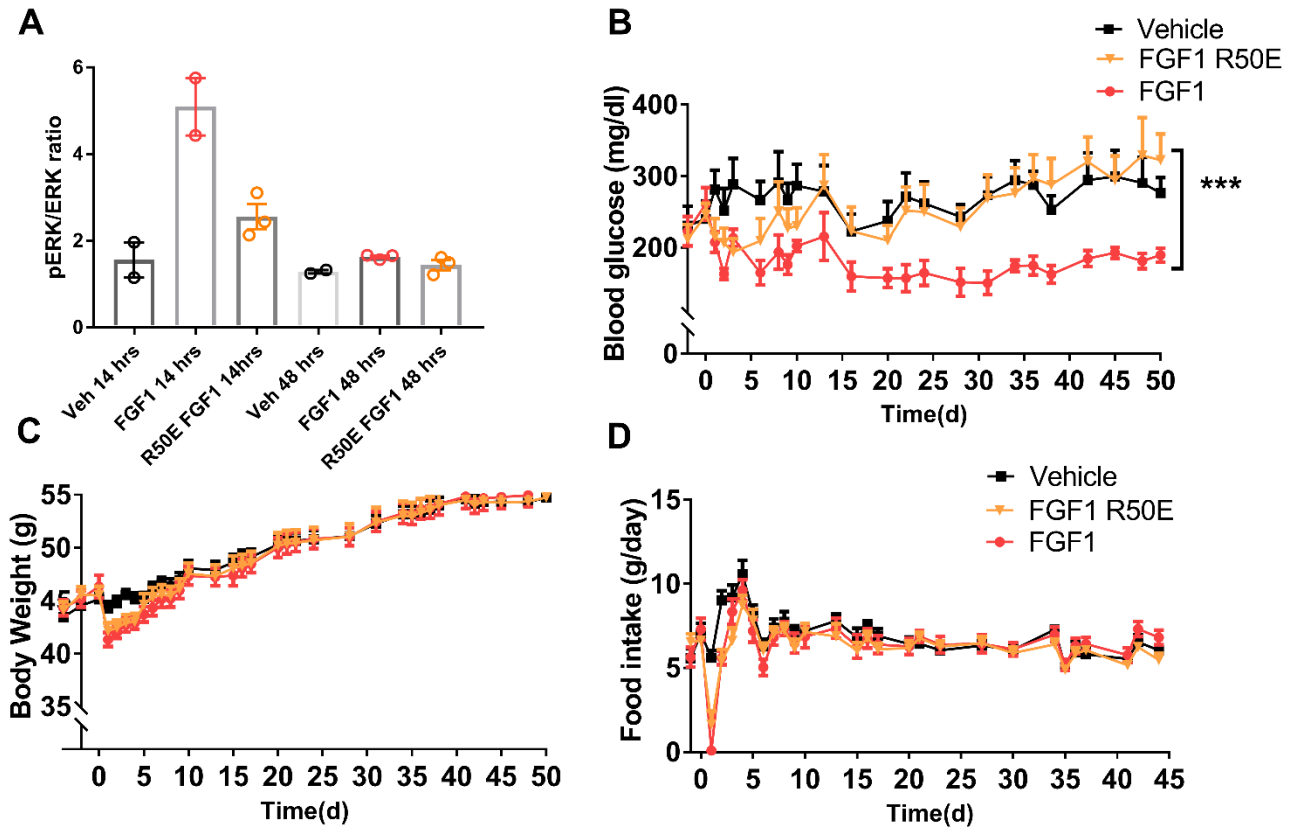 A
pERK/ERK ratio
6
4
2
0
Veh 14 hrs
FGF1 14 hrs
R50E FGF1 14hrs
Veh 48 hrs
FGF1 48 hrs
R50E FGF1 48 hrs
B
Vehicle
FGF1 R50E
FGF1
Blood glucose (mg/dl)
400
300
200
0
***
0 5 10 15 20 25 30 35 40 45 50
Time(d)
C
Body Weight (g)
55
50
45
40
35
0 5 10 15 20 25 30 35 40 45 50
Time(d)
D
Vehicle
FGF1 R50E
FGF1
Food intake (g/day)
15
10
5
0
0 5 10 15 20 25 30 35 40 45
Time(d)